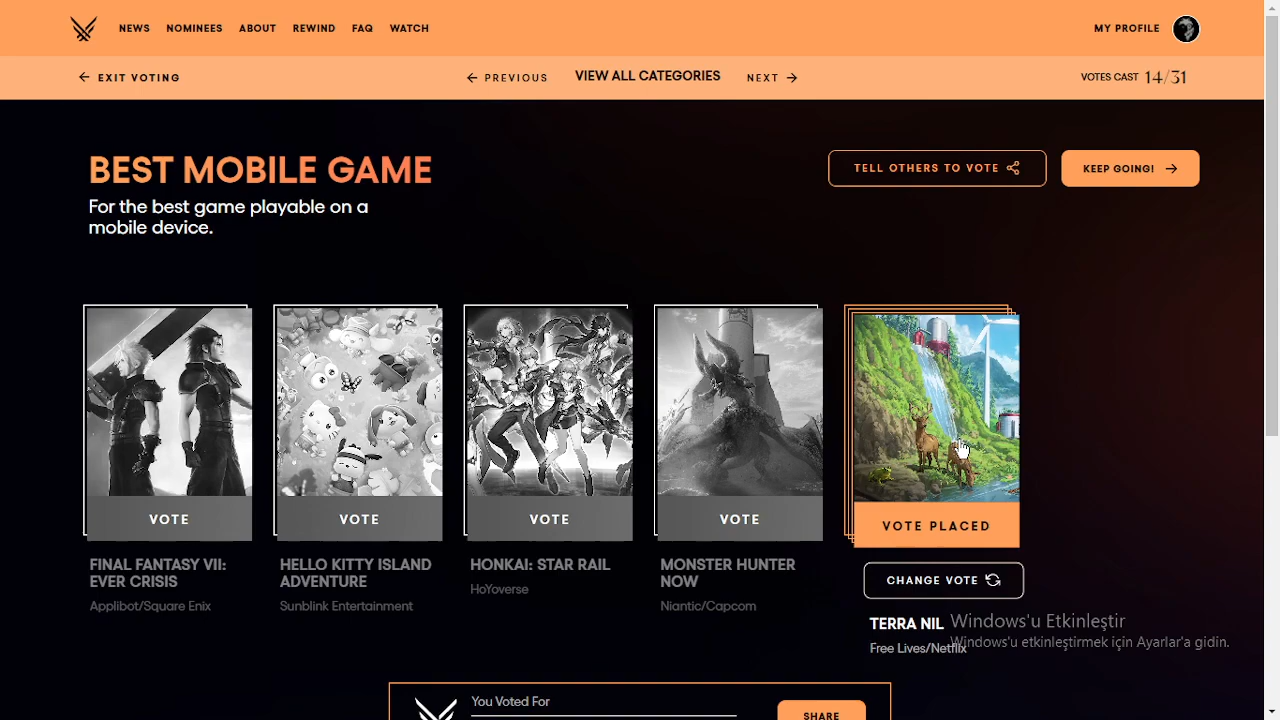 NEWS NOMINEES ABOUT REWIND FAQ WATCH MY PROFILE
EXIT VOTING PREVIOUS VIEW ALL CATEGORIES NEXT VOTES CAST 14/31
BEST MOBILE GAME
For the best game playable on a
mobile device.
TELL OTHERS TO VOTE KEEP GOING!
VOTE VOTE VOTE VOTE VOTE PLACED
CHANGE VOTE
FINAL FANTASY VII:
EVER CRISIS
Applibot/Square Enix
HELLO KITTY ISLAND
ADVENTURE
Sunblink Entertainment
HONKAI: STAR RAIL
HoYoverse
MONSTER HUNTER
NOW
Niantic/Capcom
TERRA NIL
Free Lives/Netflix
Windows'u Etkinleştir
Windows'u etkinleştirmek için Ayarlar'a gidin.
You Voted For
SHARE